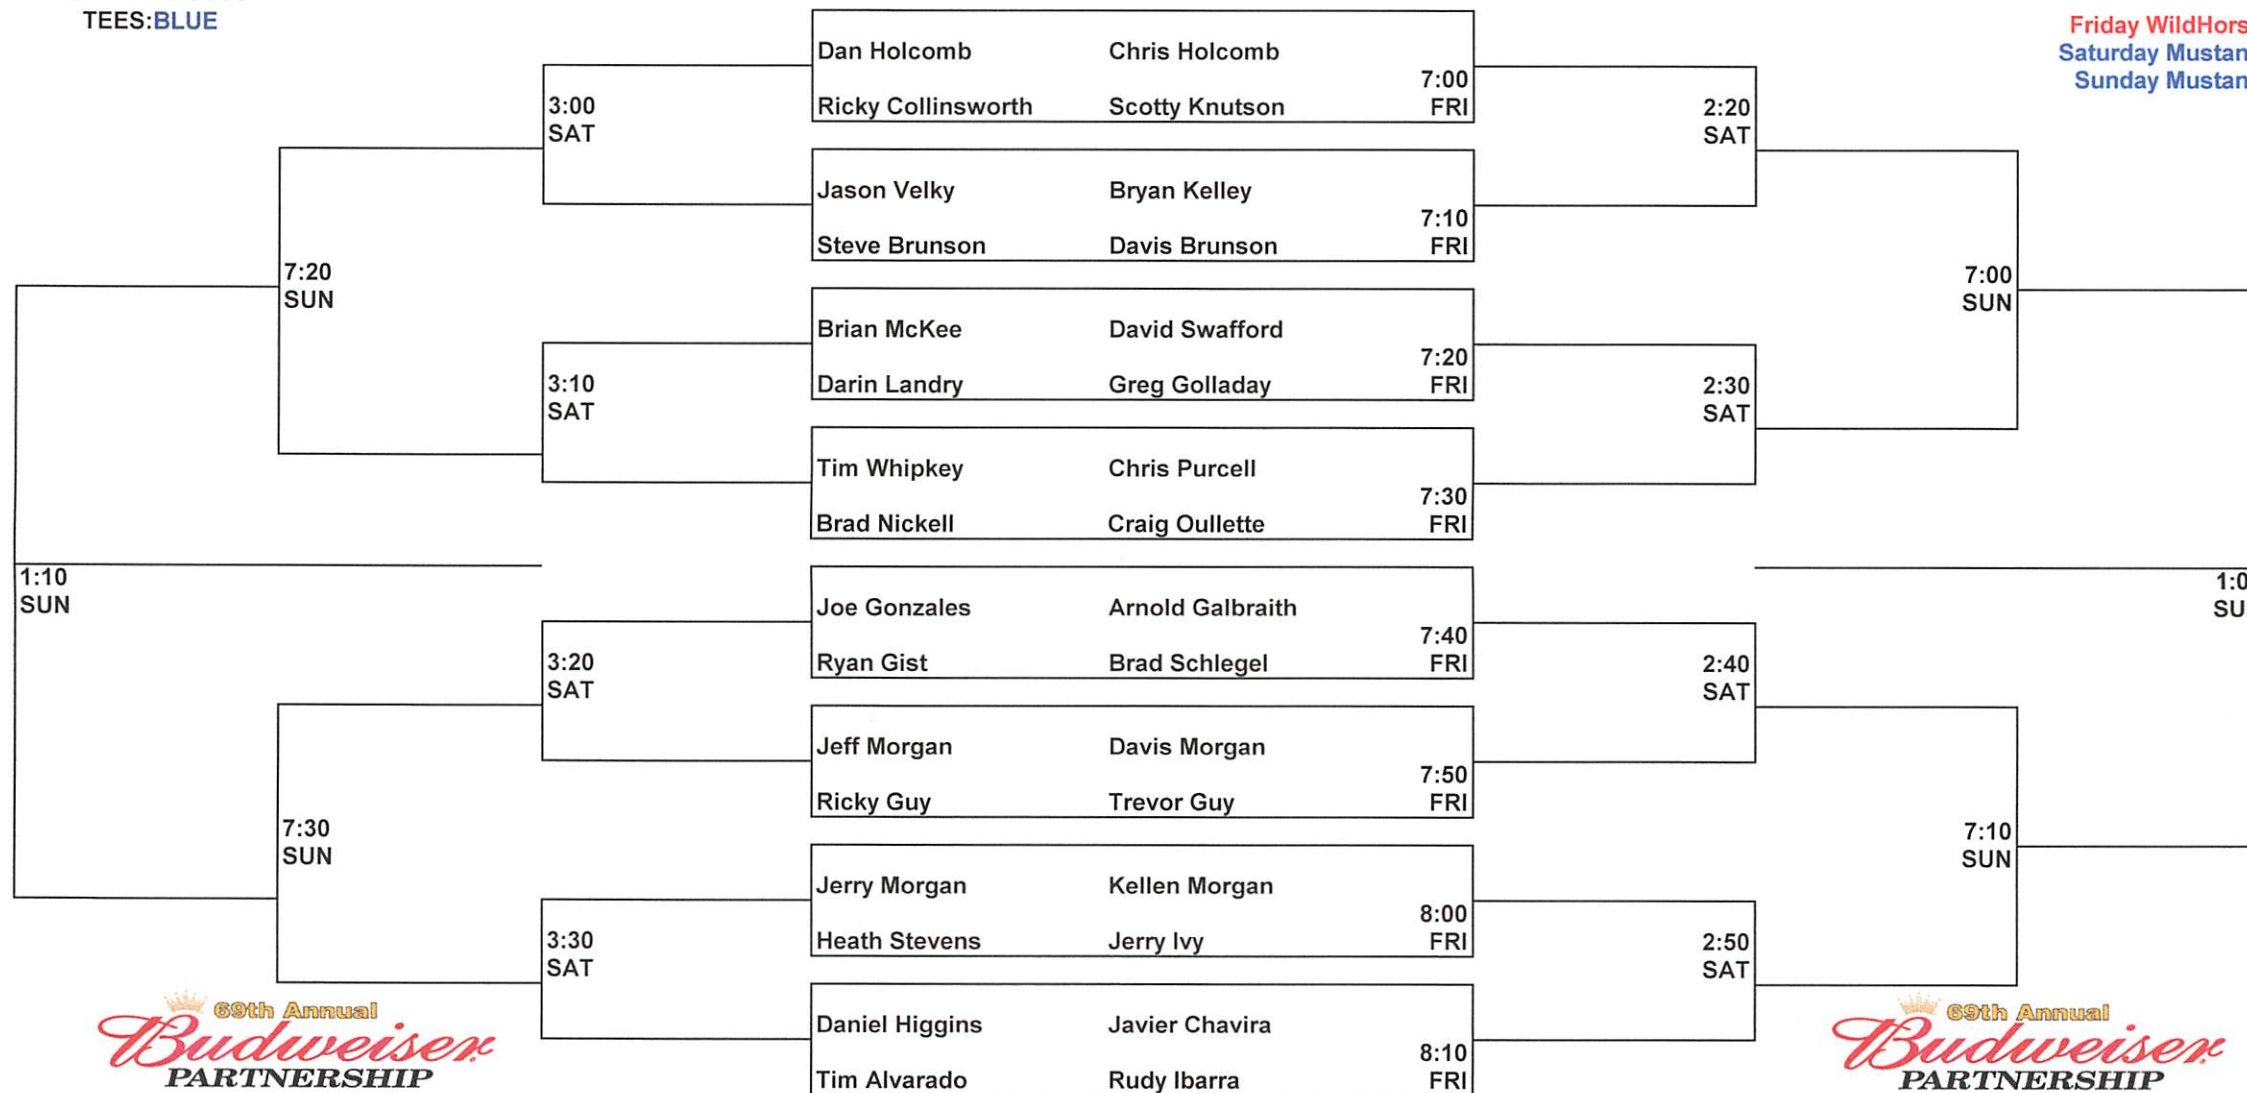 TEES:BLUE
Friday WildHors
Saturday Mustan
Sunday Mustan
Dan Holcomb Chris Holcomb
7:00
Ricky Collinsworth Scotty Knutson FRI
3:00
SAT
2:20
SAT
Jason Velky Bryan Kelley
7:10
Steve Brunson Davis Brunson FRI
7:20
SUN
7:00
SUN
Brian McKee David Swafford
7:20
Darin Landry Greg Golladay FRI
3:10
SAT
2:30
SAT
Tim Whipkey Chris Purcell
7:30
Brad Nickell Craig Oullette FRI
1:10
SUN
1:0
SU
Joe Gonzales Arnold Galbraith
7:40
Ryan Gist Brad Schlegel FRI
3:20
SAT
2:40
SAT
Jeff Morgan Davis Morgan
7:50
Ricky Guy Trevor Guy FRI
7:30
SUN
7:10
SUN
Jerry Morgan Kellen Morgan
8:00
Heath Stevens Jerry Ivy FRI
3:30
SAT
2:50
SAT
Daniel Higgins Javier Chavira
8:10
Tim Alvarado Rudy Ibarra FRI
69th Annual
Budweiser
PARTNERSHIP
69th Annual
Budweiser
PARTNERSHIP